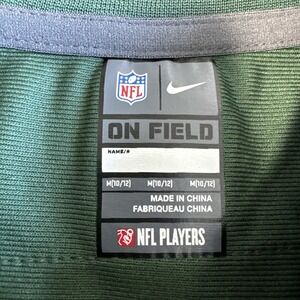 NFL
ON FIELD
NAME/#
M(10/12) M(10/12) M(10/12)
MADE IN CHINA
FABRIQUEAU CHINA
NFL PLAYERS